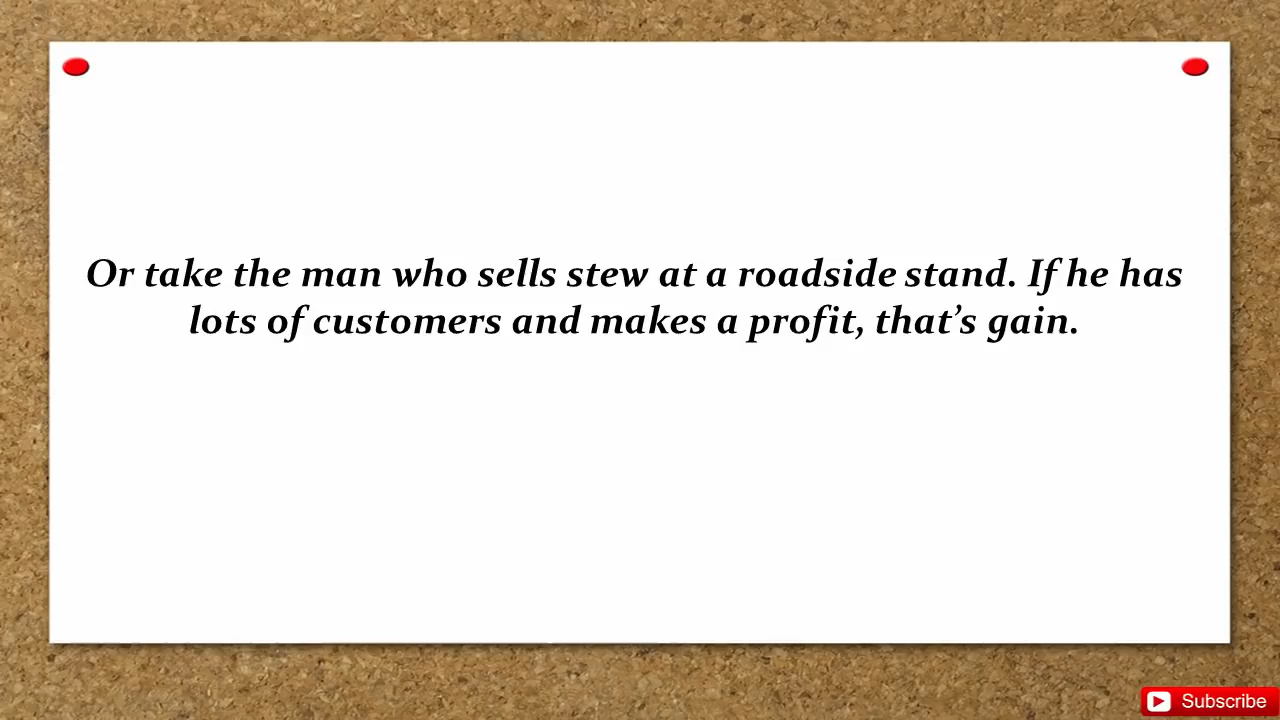 Or take the man who sells stew at a roadside stand. If he has
lots of customers and makes a profit, that’s gain.
Subscribe